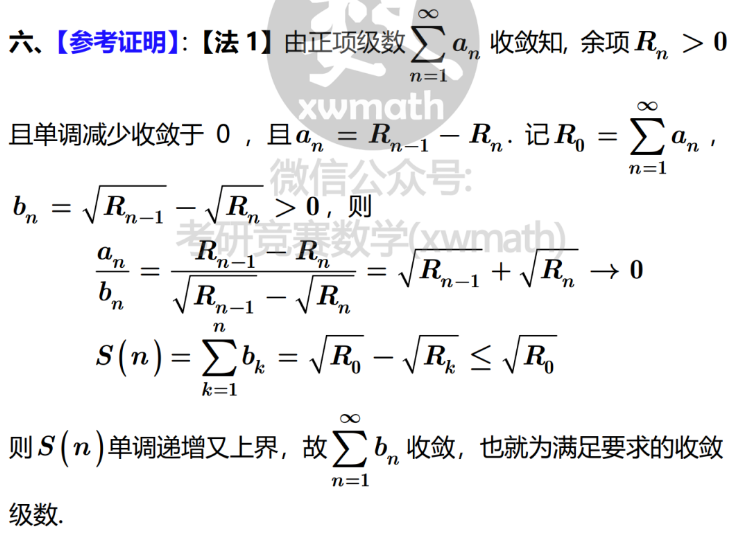 六、【参考证明】:【法 1】由正项级数 $\sum_{n=1}^{\infty} a_n$ 收敛知, 余项 $R_n > 0$
且单调减少收敛于 0 ，且 $a_n = R_{n-1} - R_n$. 记 $R_0 = \sum_{n=1}^{\infty} a_n$ ，
$b_n = \sqrt{R_{n-1}} - \sqrt{R_n} > 0$，则
$\frac{a_n}{b_n} = \frac{R_{n-1} - R_n}{\sqrt{R_{n-1}} - \sqrt{R_n}} = \sqrt{R_{n-1}} + \sqrt{R_n} \to 0$
$S(n) = \sum_{k=1}^{n} b_k = \sqrt{R_0} - \sqrt{R_k} \leq \sqrt{R_0}$
则 $S(n)$ 单调递增又上界，故 $\sum_{n=1}^{\infty} b_n$ 收敛，也就为满足要求的收敛
级数.
xwmath
微信公众号:
考研竞赛数学(xwmath)